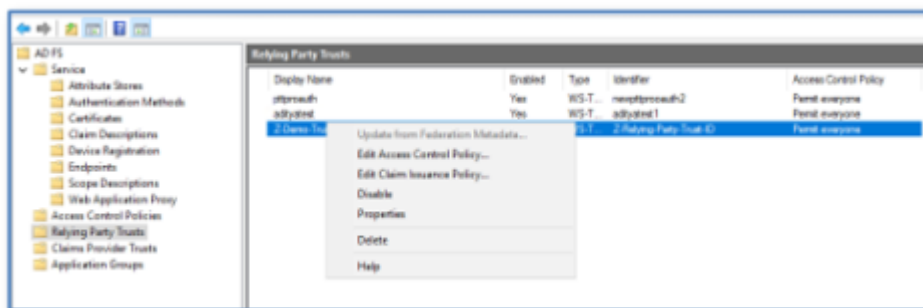 AD FS
Service
Attribute Stores
Authentication Methods
Certificates
Claim Descriptions
Device Registration
Endpoints
Scope Descriptions
Web Application Proxy
Access Control Policies
Relying Party Trusts
Claims Provider Trusts
Application Groups
Relying Party Trusts
Display Name Enabled Type Identifier Access Control Policy
Yes WS-T... Permit everyone
adityatest Yes WS-T... adityatest1 Permit everyone
Z-Demo-Tru WS-T... Z-Relying-Party-Trust-ID Permit everyone
Update from Federation Metadata...
Edit Access Control Policy...
Edit Claim Issuance Policy...
Disable
Properties
Delete
Help